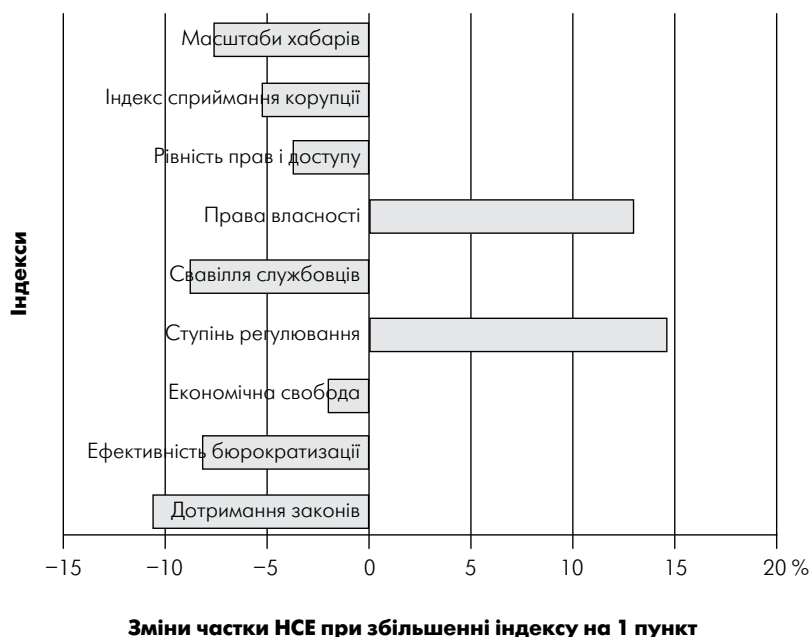 Масштаби хабарів
Індекс сприймання корупції
Рівність прав і доступу
Права власності
Свавілля службовців
Ступінь регулювання
Економічна свобода
Ефективність бюрократизації
Дотримання законів
Індекси
−15 −10 −5 0 5 10 15 20 %
Зміни частки НСЕ при збільшенні індексу на 1 пункт